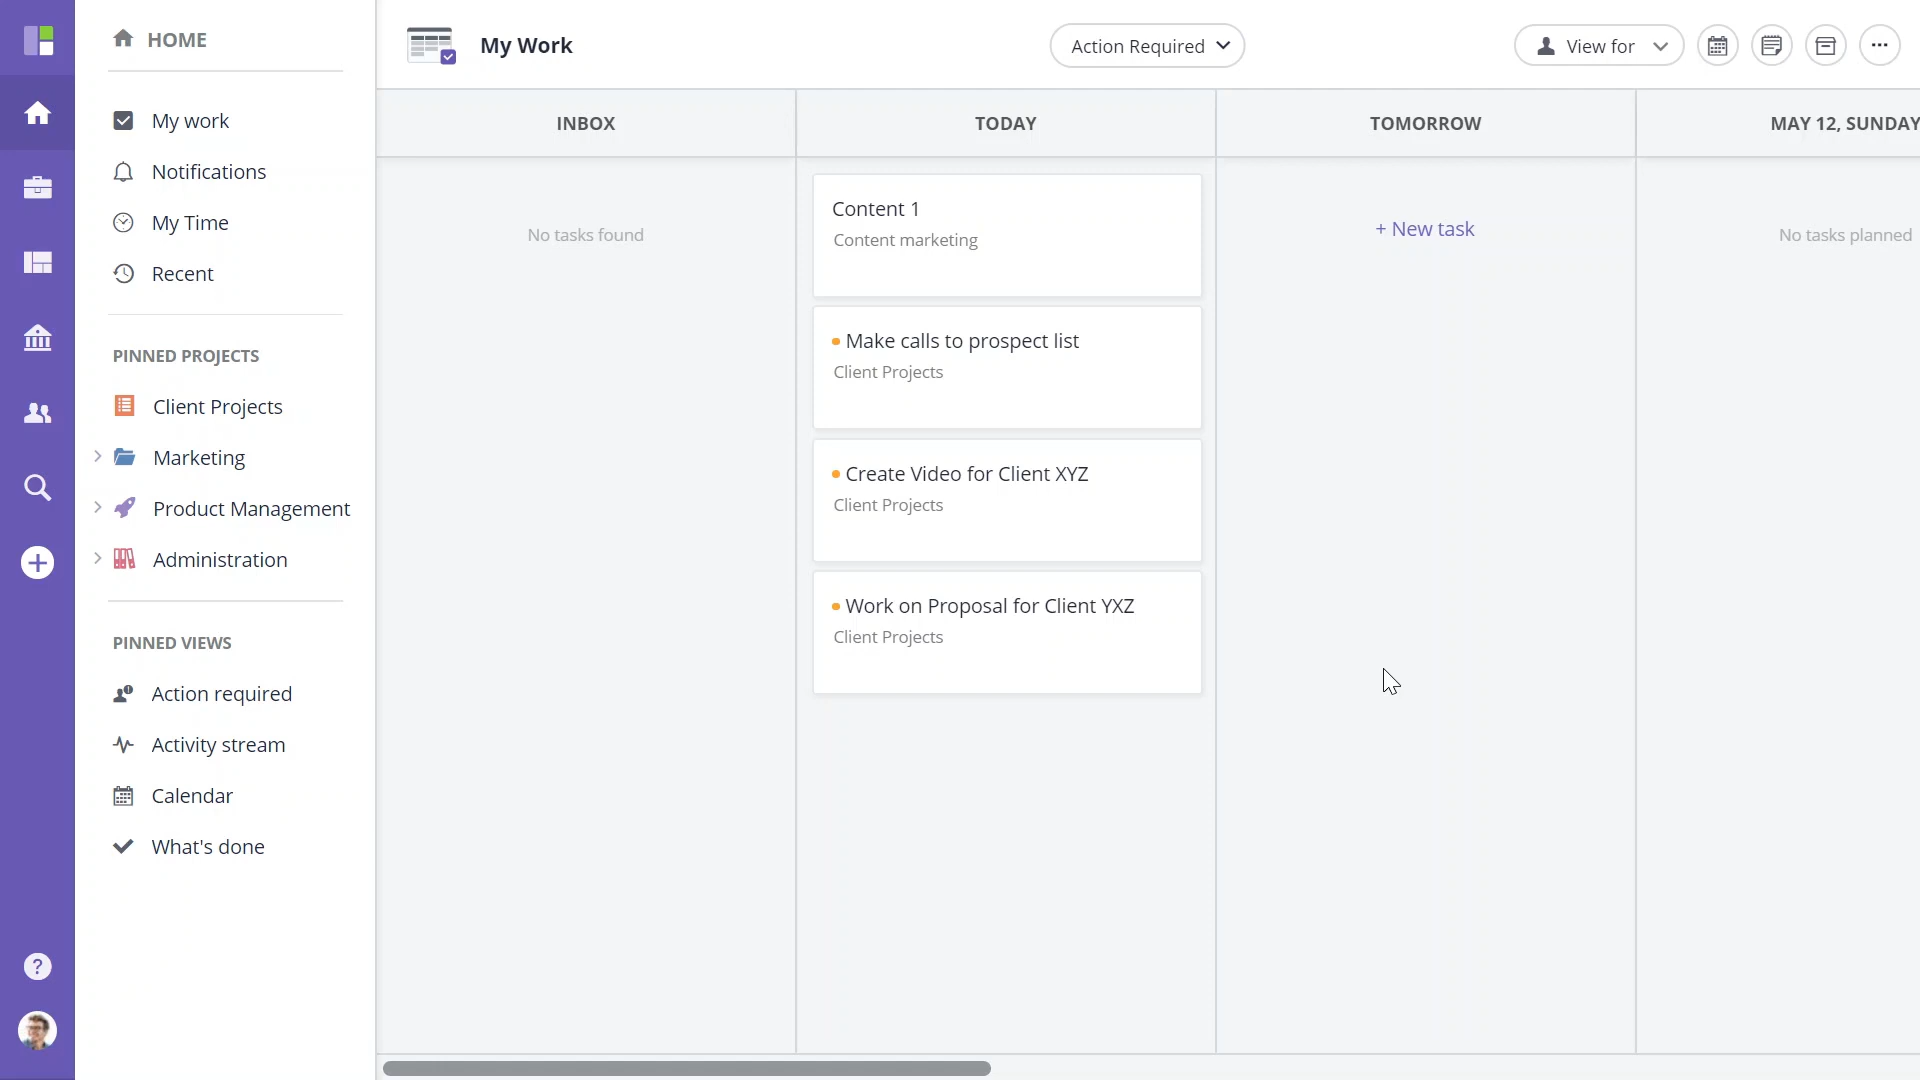 HOME
My work
Notifications
My Time
Recent
PINNED PROJECTS
Client Projects
Marketing
Product Management
Administration
PINNED VIEWS
Action required
Activity stream
Calendar
What's done
?
My Work
Action Required
View for
INBOX
No tasks found
TODAY
Content 1
Content marketing
Make calls to prospect list
Client Projects
Create Video for Client XYZ
Client Projects
Work on Proposal for Client YXZ
Client Projects
TOMORROW
+ New task
MAY 12, SUNDAY
No tasks planned